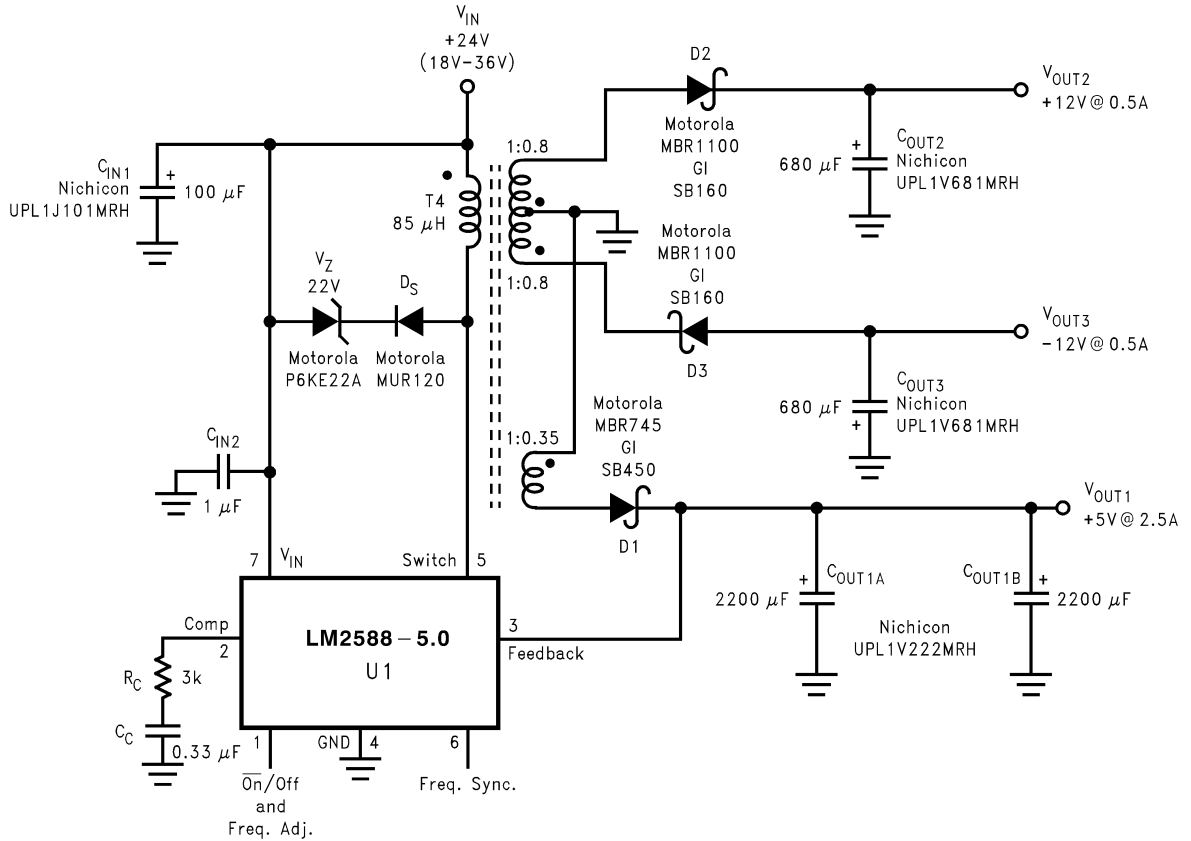 V_IN
+24V
(18V-36V)
D2
V_OUT2
+12V@0.5A
Motorola
MBR1100
GI
SB160
680 μF
+
C_OUT2
Nichicon
UPL1V681MRH
C_IN1
Nichicon
UPL1J101MRH
+
100 μF
T4
85 μH
1:0.8
1:0.8
Motorola
MBR1100
GI
SB160
D3
V_OUT3
-12V@0.5A
680 μF
+
C_OUT3
Nichicon
UPL1V681MRH
V_Z
22V
D_S
Motorola
P6KE22A
Motorola
MUR120
C_IN2
1 μF
1:0.35
Motorola
MBR745
GI
SB450
D1
V_OUT1
+5V@2.5A
7
V_IN
Switch
5
+
C_OUT1A
2200 μF
C_OUT1B
+
2200 μF
Nichicon
UPL1V222MRH
Comp
2
LM2588-5.0
U1
3
Feedback
R_C
3k
C_C
0.33 μF
1
GND
4
6
O̅n̅/Off
and
Freq. Adj.
Freq. Sync.